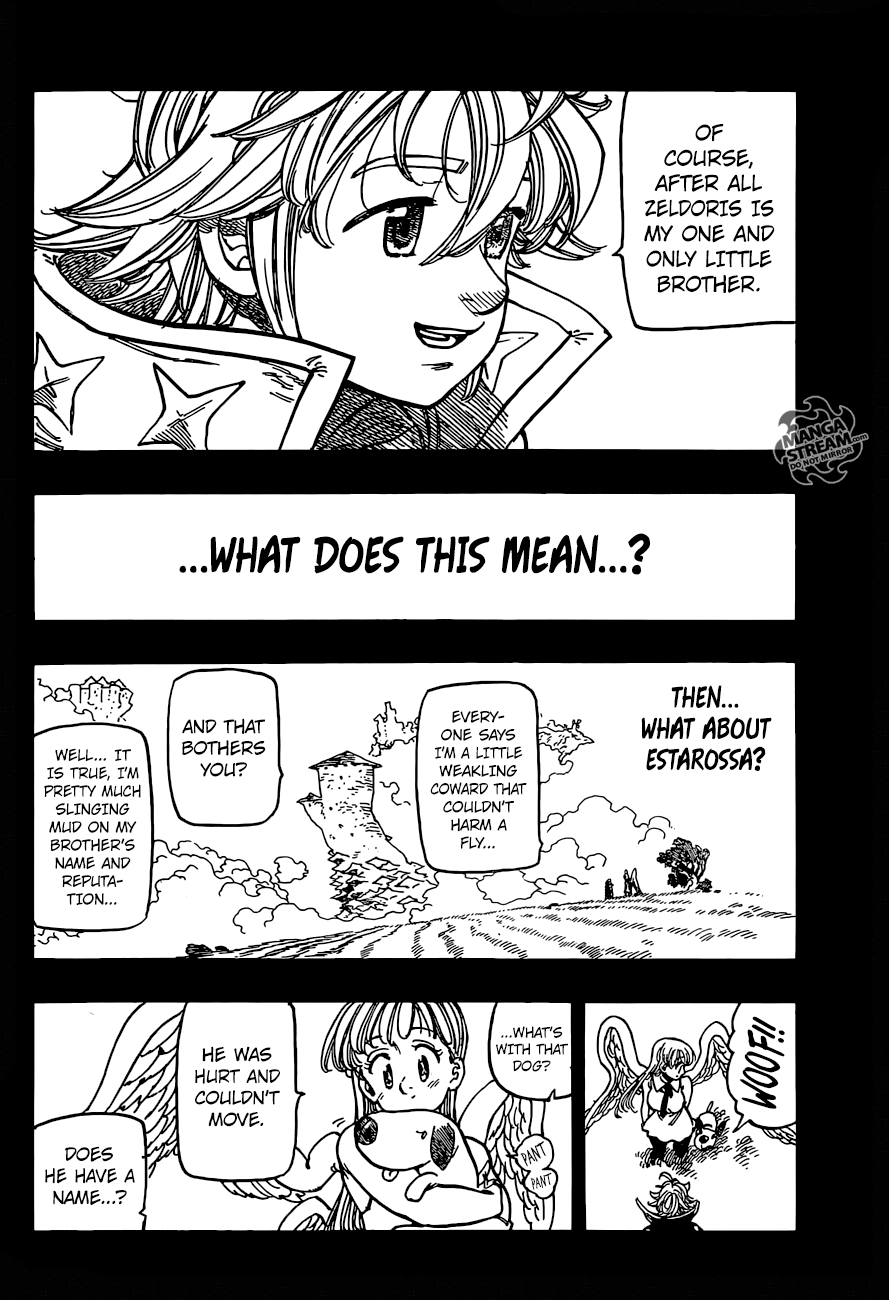 OF
COURSE,
AFTER ALL
ZELDORIS IS
MY ONE AND
ONLY LITTLE
BROTHER.
MANGA
STREAM.com
DO NOT MIRROR
...WHAT DOES THIS MEAN...?
THEN...
WHAT ABOUT
ESTAROSSA?
EVERY-
ONE SAYS
I'M A LITTLE
WEAKLING
COWARD THAT
COULDN'T
HARM A
FLY...
AND THAT
BOTHERS
YOU?
WELL... IT
IS TRUE, I'M
PRETTY MUCH
SLINGING
MUD ON MY
BROTHER'S
NAME AND
REPUTA-
TION...
WOOF!!
...WHAT'S
WITH THAT
DOG?
PANT
PANT
HE WAS
HURT AND
COULDN'T
MOVE.
DOES
HE HAVE A
NAME...?